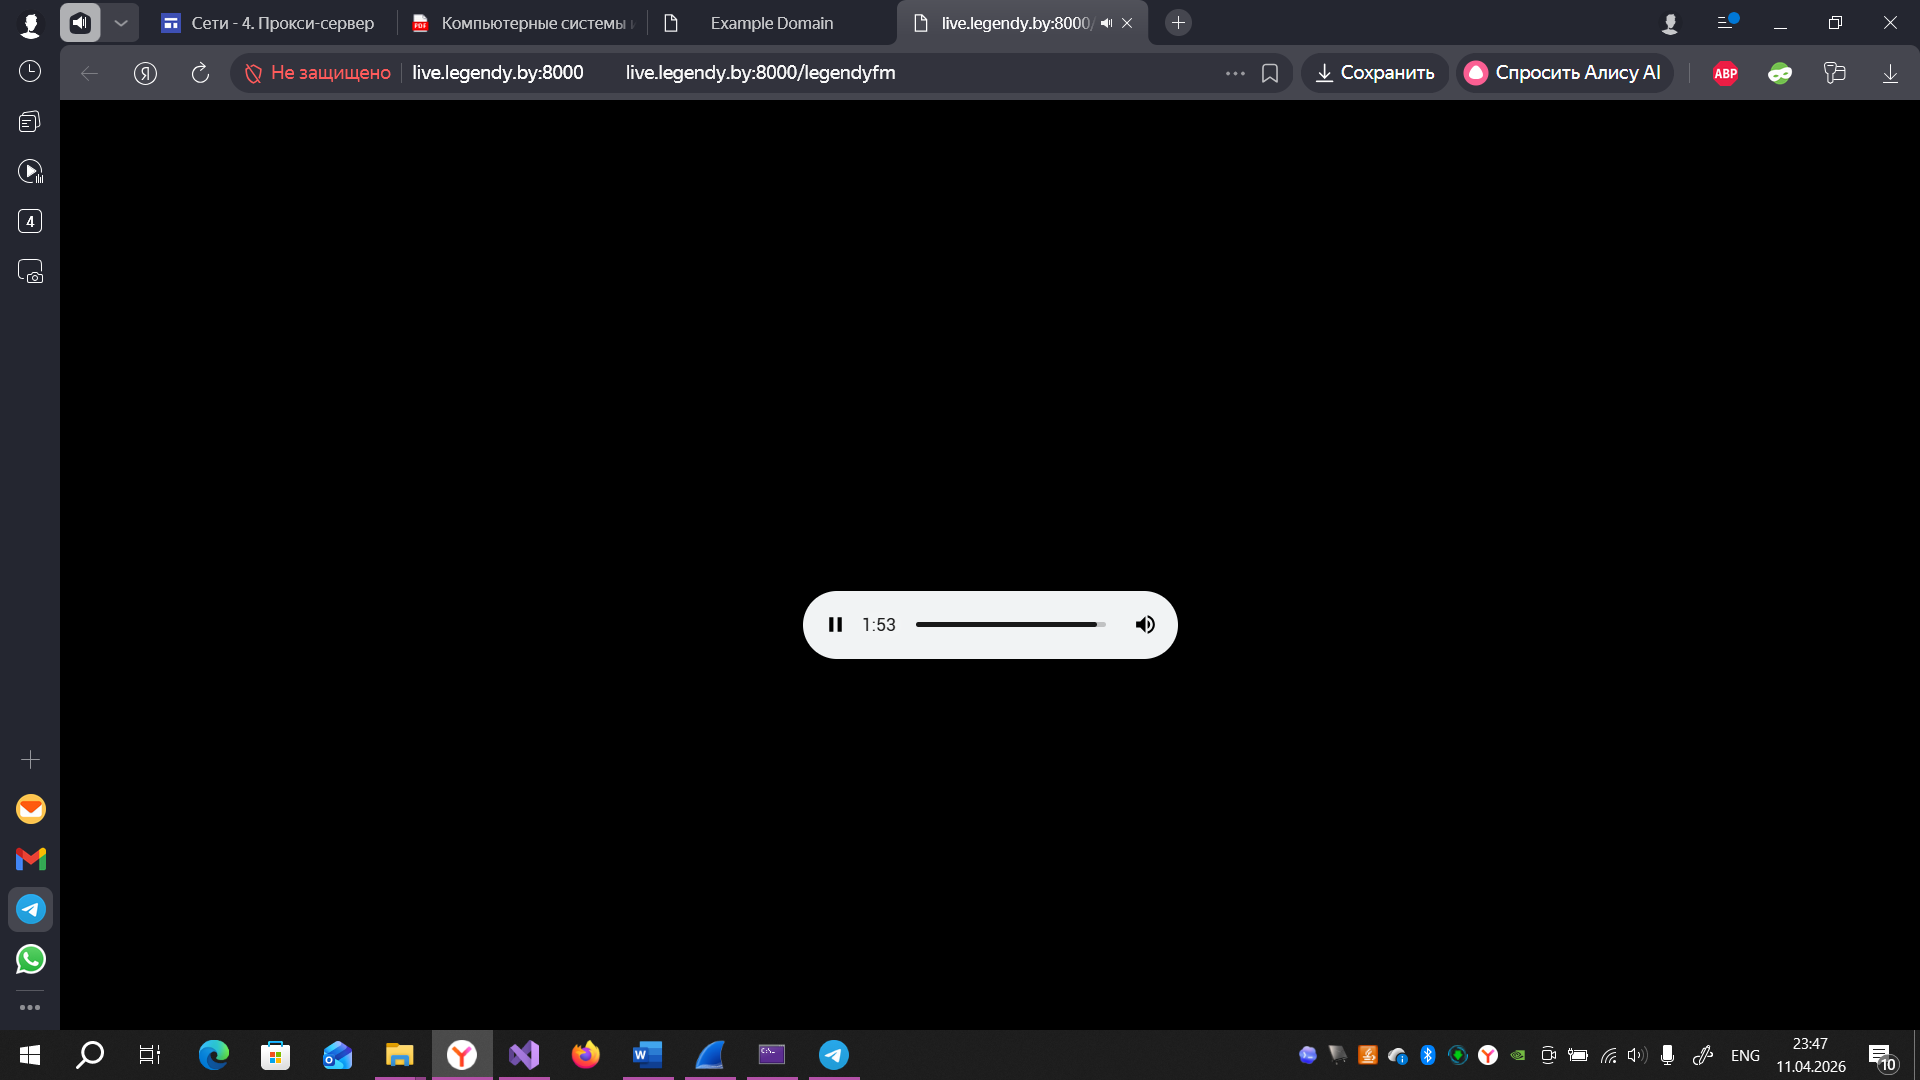 Сети - 4. Прокси-сервер
Компьютерные системы и
Example Domain
live.legendy.by:8000/
Не защищено
live.legendy.by:8000
live.legendy.by:8000/legendyfm
Сохранить
Спросить Алису AI
ABP
4
1:53
ENG
23:47
11.04.2026
10